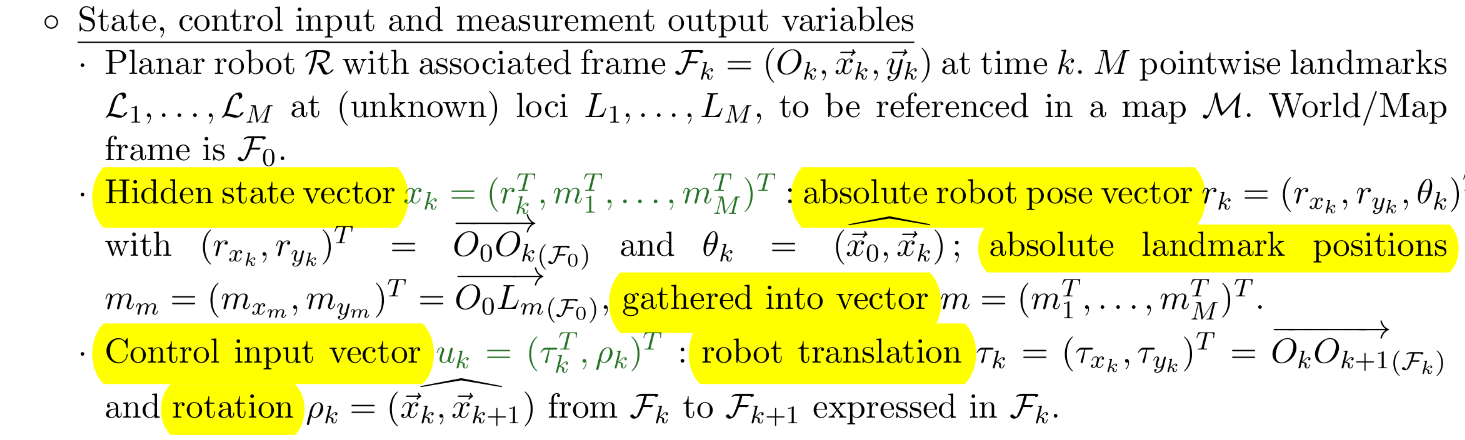 ◦ State, control input and measurement output variables
· Planar robot $\mathcal{R}$ with associated frame $\mathcal{F}_k = (O_k, \vec{x}_k, \vec{y}_k)$ at time $k$. $M$ pointwise landmarks
$\mathcal{L}_1, \ldots, \mathcal{L}_M$ at (unknown) loci $L_1, \ldots, L_M$, to be referenced in a map $\mathcal{M}$. World/Map
frame is $\mathcal{F}_0$.
· Hidden state vector $x_k = (r_k^T, m_1^T, \ldots, m_M^T)^T$ : absolute robot pose vector $r_k = (r_{x_k}, r_{y_k}, \theta_k)^T$
with $(r_{x_k}, r_{y_k})^T = \overrightarrow{O_0O_k}_{(\mathcal{F}_0)}$ and $\theta_k = (\widehat{\vec{x}_0, \vec{x}_k})$ ; absolute landmark positions
$m_m = (m_{x_m}, m_{y_m})^T = \overrightarrow{O_0L_m}_{(\mathcal{F}_0)}$, gathered into vector $m = (m_1^T, \ldots, m_M^T)^T$.
· Control input vector $u_k = (\tau_k^T, \rho_k)^T$ : robot translation $\tau_k = (\tau_{x_k}, \tau_{y_k})^T = \overrightarrow{O_kO_{k+1}}_{(\mathcal{F}_k)}$
and rotation $\rho_k = (\widehat{\vec{x}_k, \vec{x}_{k+1}})$ from $\mathcal{F}_k$ to $\mathcal{F}_{k+1}$ expressed in $\mathcal{F}_k$.